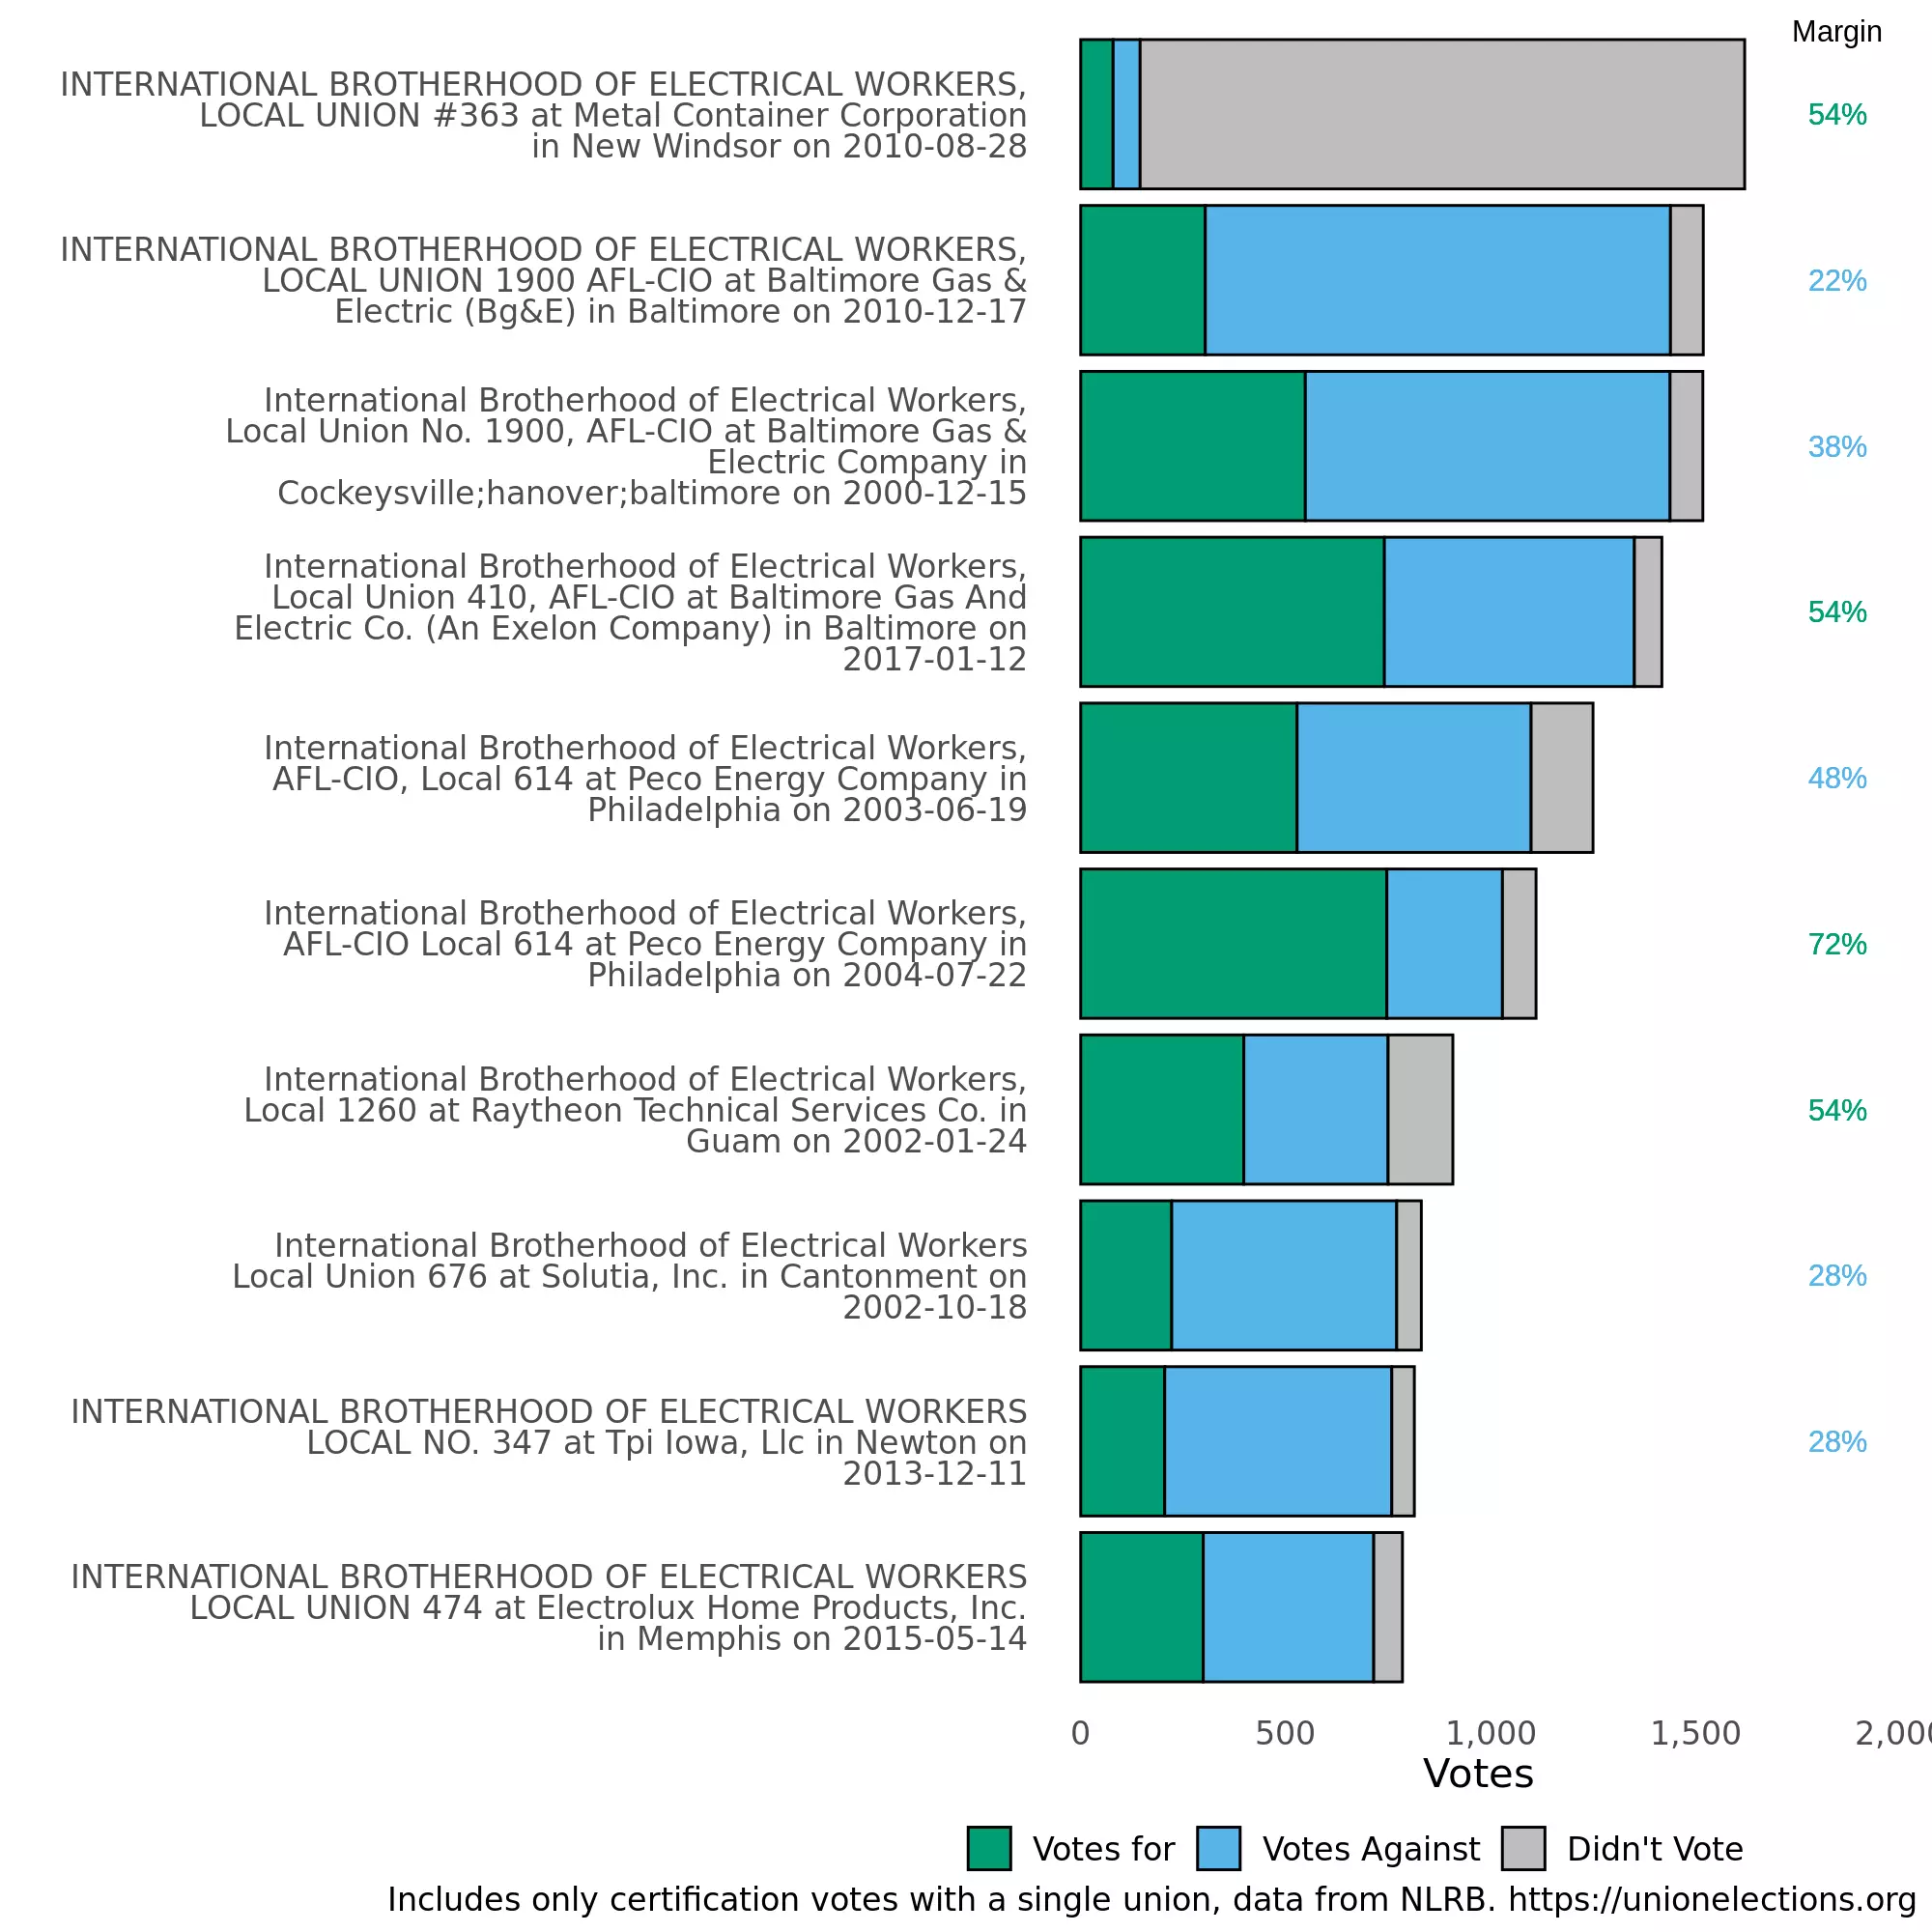 Margin
INTERNATIONAL BROTHERHOOD OF ELECTRICAL WORKERS,
LOCAL UNION #363 at Metal Container Corporation
in New Windsor on 2010-08-28
54%
INTERNATIONAL BROTHERHOOD OF ELECTRICAL WORKERS,
LOCAL UNION 1900 AFL-CIO at Baltimore Gas &
Electric (Bg&E) in Baltimore on 2010-12-17
22%
International Brotherhood of Electrical Workers,
Local Union No. 1900, AFL-CIO at Baltimore Gas &
Electric Company in
Cockeysville;hanover;baltimore on 2000-12-15
38%
International Brotherhood of Electrical Workers,
Local Union 410, AFL-CIO at Baltimore Gas And
Electric Co. (An Exelon Company) in Baltimore on
2017-01-12
54%
International Brotherhood of Electrical Workers,
AFL-CIO, Local 614 at Peco Energy Company in
Philadelphia on 2003-06-19
48%
International Brotherhood of Electrical Workers,
AFL-CIO Local 614 at Peco Energy Company in
Philadelphia on 2004-07-22
72%
International Brotherhood of Electrical Workers,
Local 1260 at Raytheon Technical Services Co. in
Guam on 2002-01-24
54%
International Brotherhood of Electrical Workers
Local Union 676 at Solutia, Inc. in Cantonment on
2002-10-18
28%
INTERNATIONAL BROTHERHOOD OF ELECTRICAL WORKERS
LOCAL NO. 347 at Tpi Iowa, Llc in Newton on
2013-12-11
28%
INTERNATIONAL BROTHERHOOD OF ELECTRICAL WORKERS
LOCAL UNION 474 at Electrolux Home Products, Inc.
in Memphis on 2015-05-14
0 500 1,000 1,500 2,000
Votes
Votes for Votes Against Didn't Vote
Includes only certification votes with a single union, data from NLRB. https://unionelections.org